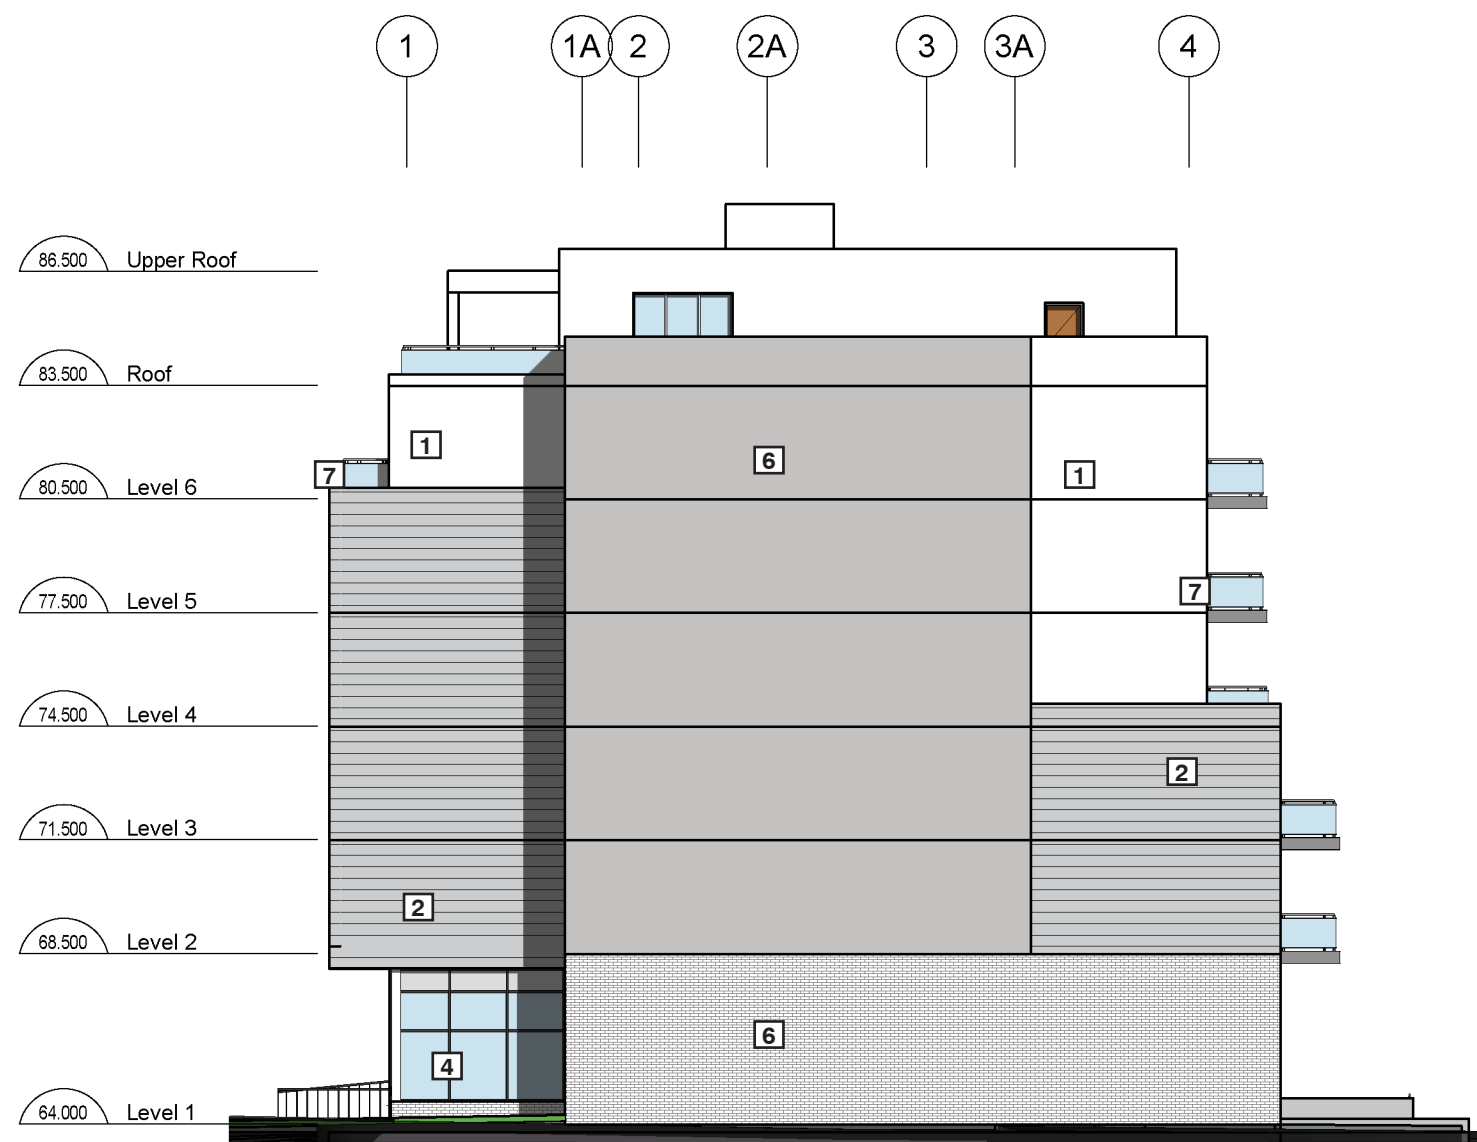 1 1A 2 2A 3 3A 4
86.500 Upper Roof
83.500 Roof
1
6
1
7
80.500 Level 6
77.500 Level 5
7
74.500 Level 4
2
71.500 Level 3
2
68.500 Level 2
6
4
64.000 Level 1